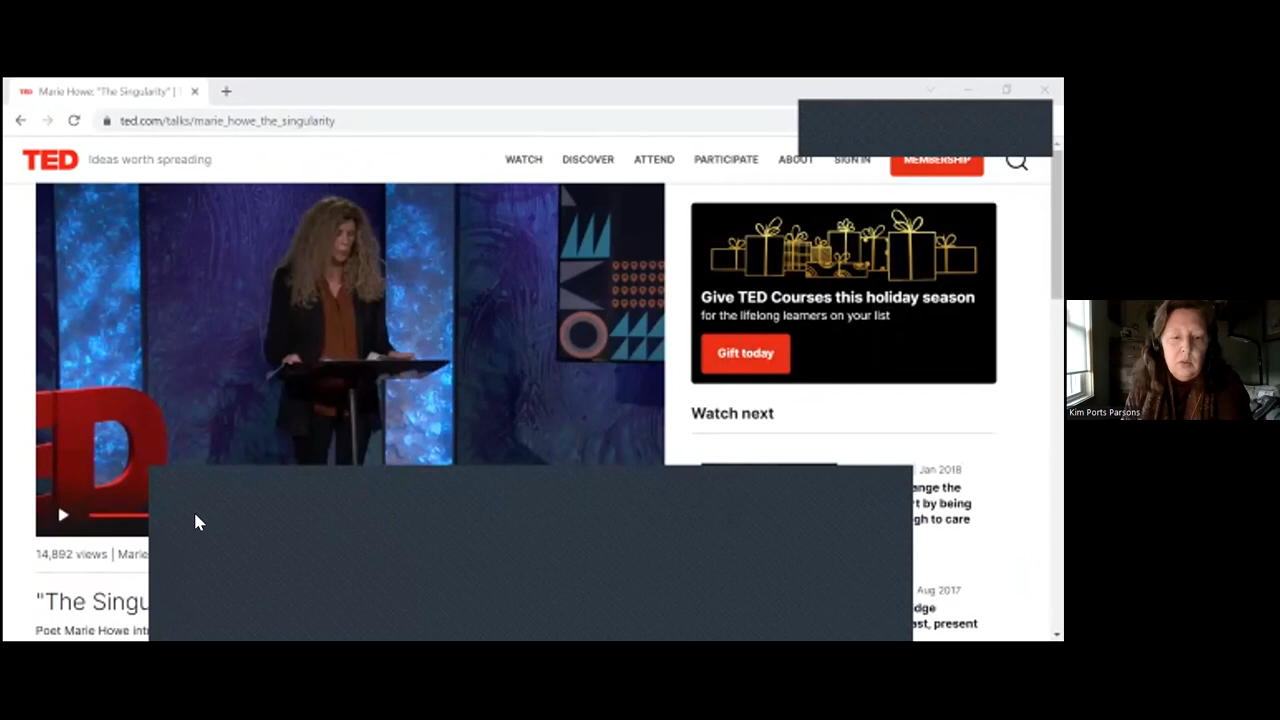 TED Marie Howe: "The Singularity" |
ted.com/talks/marie_howe_the_singularity
TED Ideas worth spreading
WATCH DISCOVER ATTEND PARTICIPATE ABOUT SIGN IN MEMBERSHIP
Give TED Courses this holiday season
for the lifelong learners on your list
Gift today
Watch next
Jan 2018
ange the
t by being
gh to care
14,892 views | Marie
"The Singu
Poet Marie Howe int
Aug 2017
dge
ast, present
Kim Ports Parsons